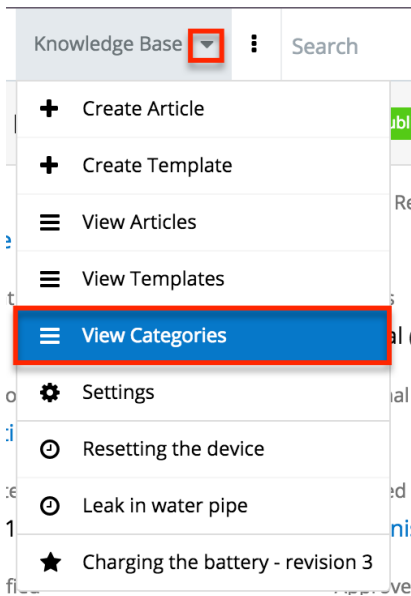 Knowledge Base Search
Create Article
Create Template
View Articles
View Templates
View Categories
Settings
Resetting the device
Leak in water pipe
Charging the battery - revision 3